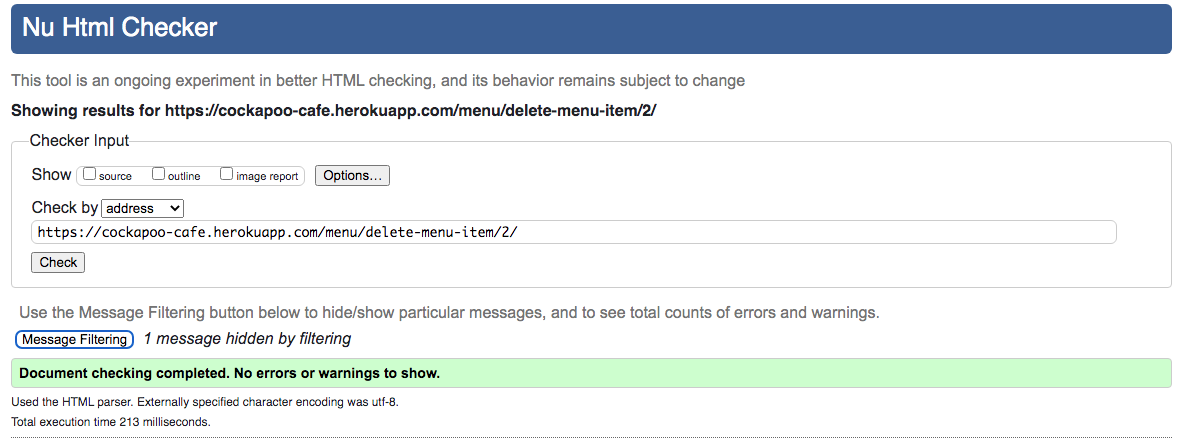 Nu Html Checker
This tool is an ongoing experiment in better HTML checking, and its behavior remains subject to change
Showing results for https://cockapoo-cafe.herokuapp.com/menu/delete-menu-item/2/
Checker Input
Show source outline image report Options...
Check by address
https://cockapoo-cafe.herokuapp.com/menu/delete-menu-item/2/
Check
Use the Message Filtering button below to hide/show particular messages, and to see total counts of errors and warnings.
Message Filtering 1 message hidden by filtering
Document checking completed. No errors or warnings to show.
Used the HTML parser. Externally specified character encoding was utf-8.
Total execution time 213 milliseconds.